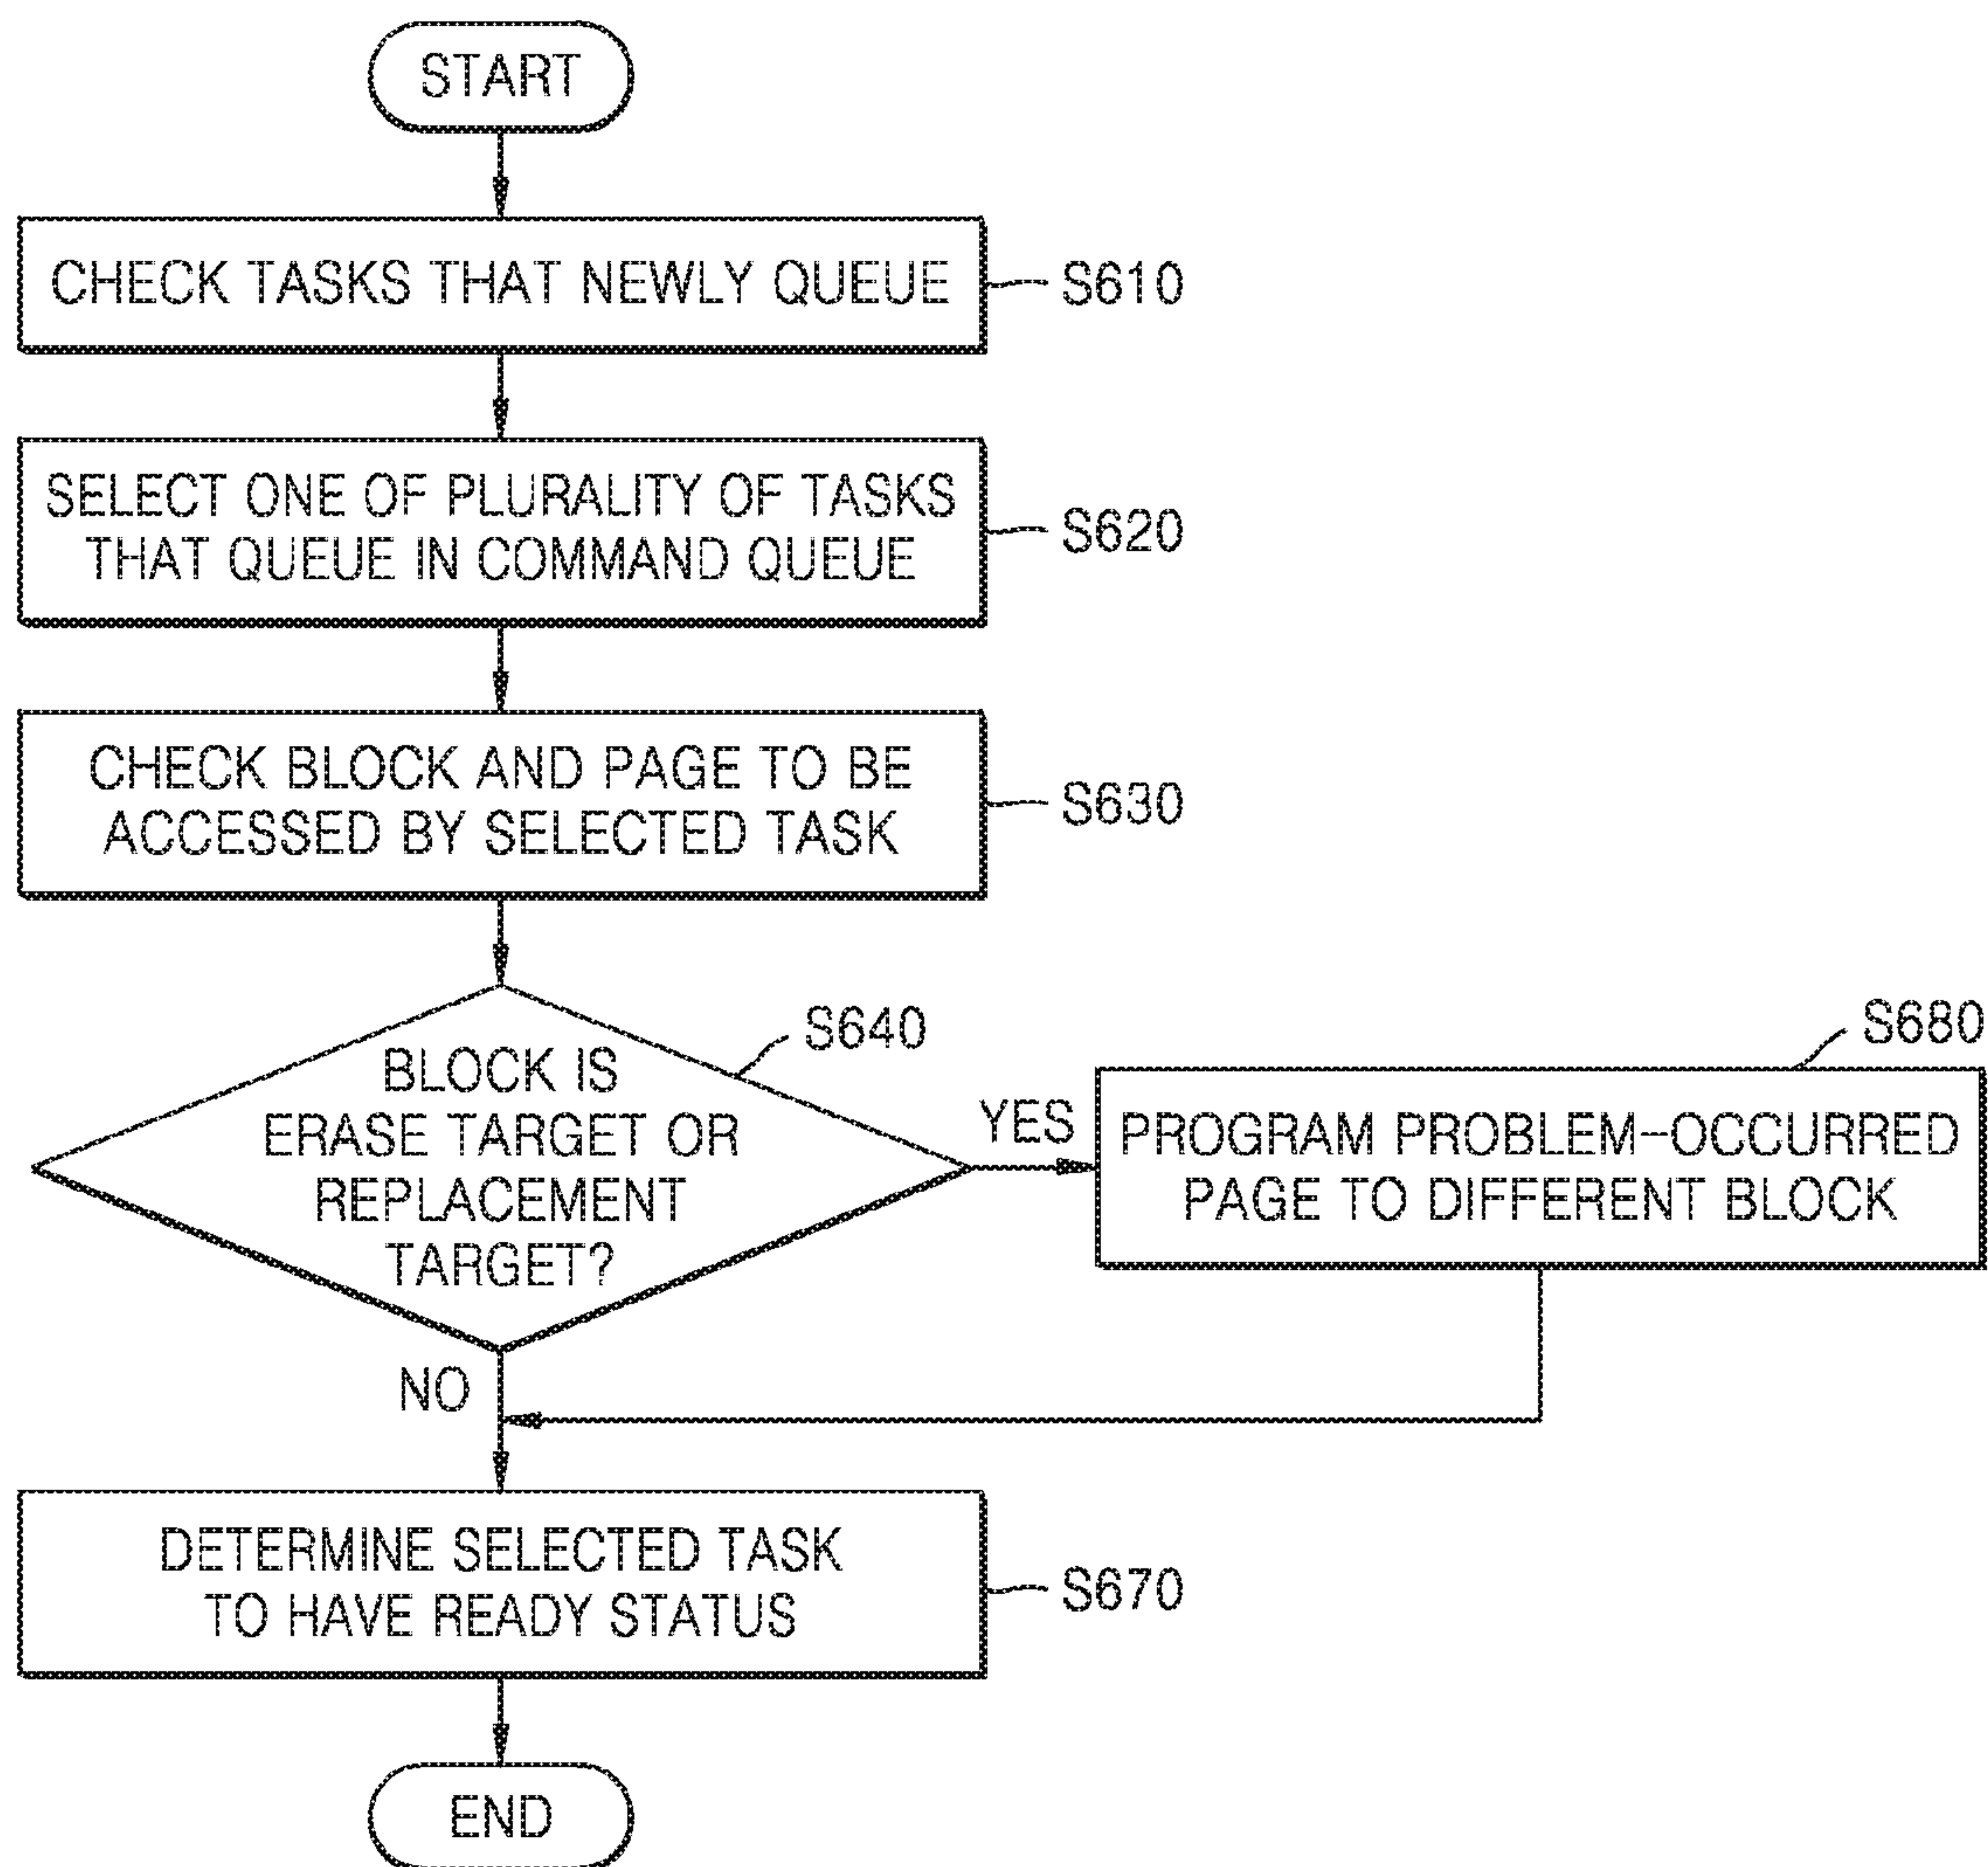 START
CHECK TASKS THAT NEWLY QUEUE
S610
SELECT ONE OF PLURALITY OF TASKS
THAT QUEUE IN COMMAND QUEUE
S620
CHECK BLOCK AND PAGE TO BE
ACCESSED BY SELECTED TASK
S630
BLOCK IS
ERASE TARGET OR
REPLACEMENT
TARGET?
S640
YES
S680
PROGRAM PROBLEM-OCCURRED
PAGE TO DIFFERENT BLOCK
NO
DETERMINE SELECTED TASK
TO HAVE READY STATUS
S670
END